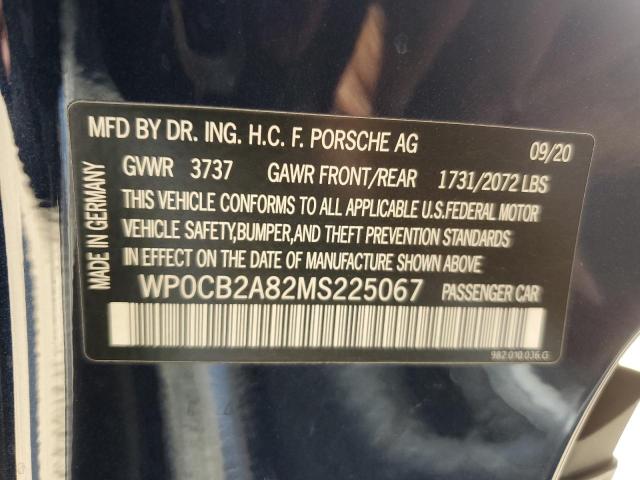 MFD BY DR. ING. H.C. F. PORSCHE AG 09/20
GVWR 3737 GAWR FRONT/REAR 1731/2072 LBS
THIS VEHICLE CONFORMS TO ALL APPLICABLE U.S.FEDERAL MOTOR
VEHICLE SAFETY,BUMPER,AND THEFT PREVENTION STANDARDS
IN EFFECT ON THE DATE OF MANUFACTURE SHOWN ABOVE
WP0CB2A82MS225067 PASSENGER CAR
982.010.036.G
MADE IN GERMANY